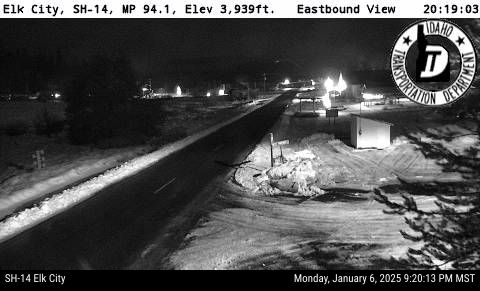 Elk City, SH-14, MP 94.1, Elev 3,939ft. Eastbound View 20:19:03
IDAHO
TRANSPORTATION DEPARTMENT
SH-14 Elk City Monday, January 6, 2025 9:20:13 PM MST